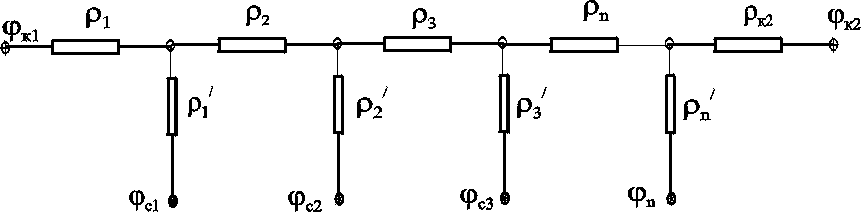 φк1 ρ1 ρ2 ρ3 ρn ρк2 φк2
ρ1′ ρ2′ ρ3′ ρn′
φc1 φc2 φc3 φn